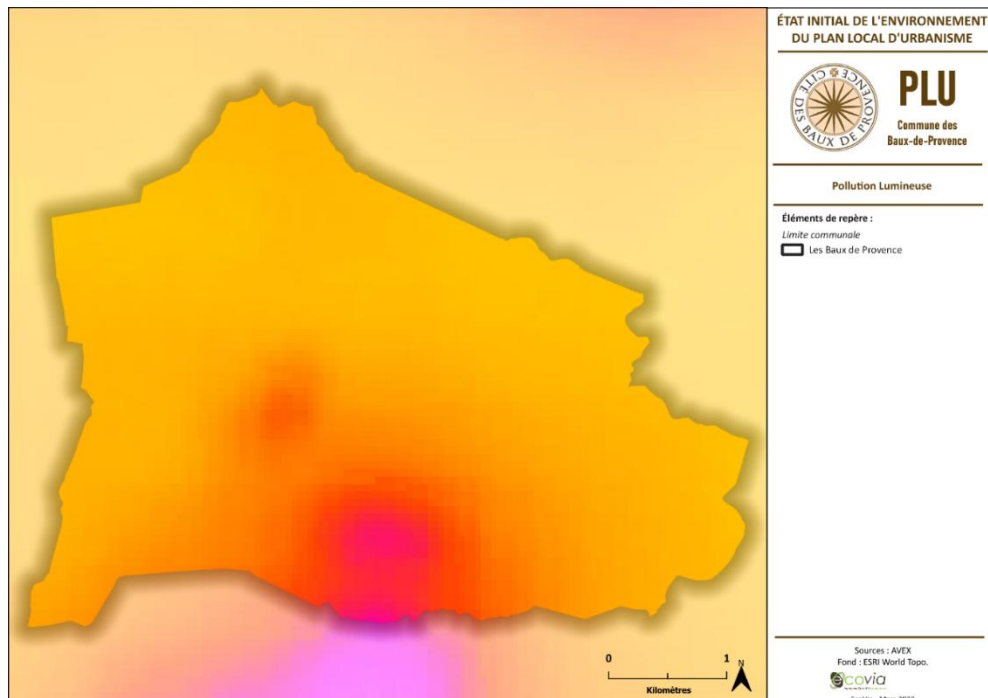 ÉTAT INITIAL DE L'ENVIRONNEMENT
DU PLAN LOCAL D'URBANISME
CITÉ DES BAUX DE PROVENCE
PLU
Commune des
Baux-de-Provence
Pollution Lumineuse
Éléments de repère :
Limite communale
Les Baux de Provence
0 1
N
Kilomètres
Sources : AVEX
Fond : ESRI World Topo.
ecovia